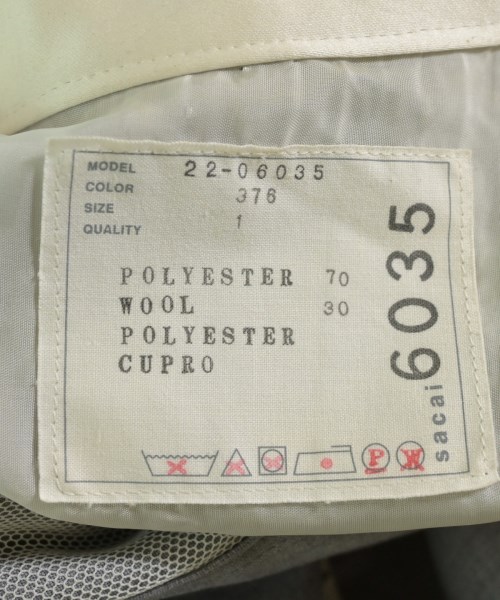 MODEL 22-06035
COLOR 376
SIZE 1
QUALITY
POLYESTER 70
WOOL 30
POLYESTER
CUPRO
P W
sacai 6035